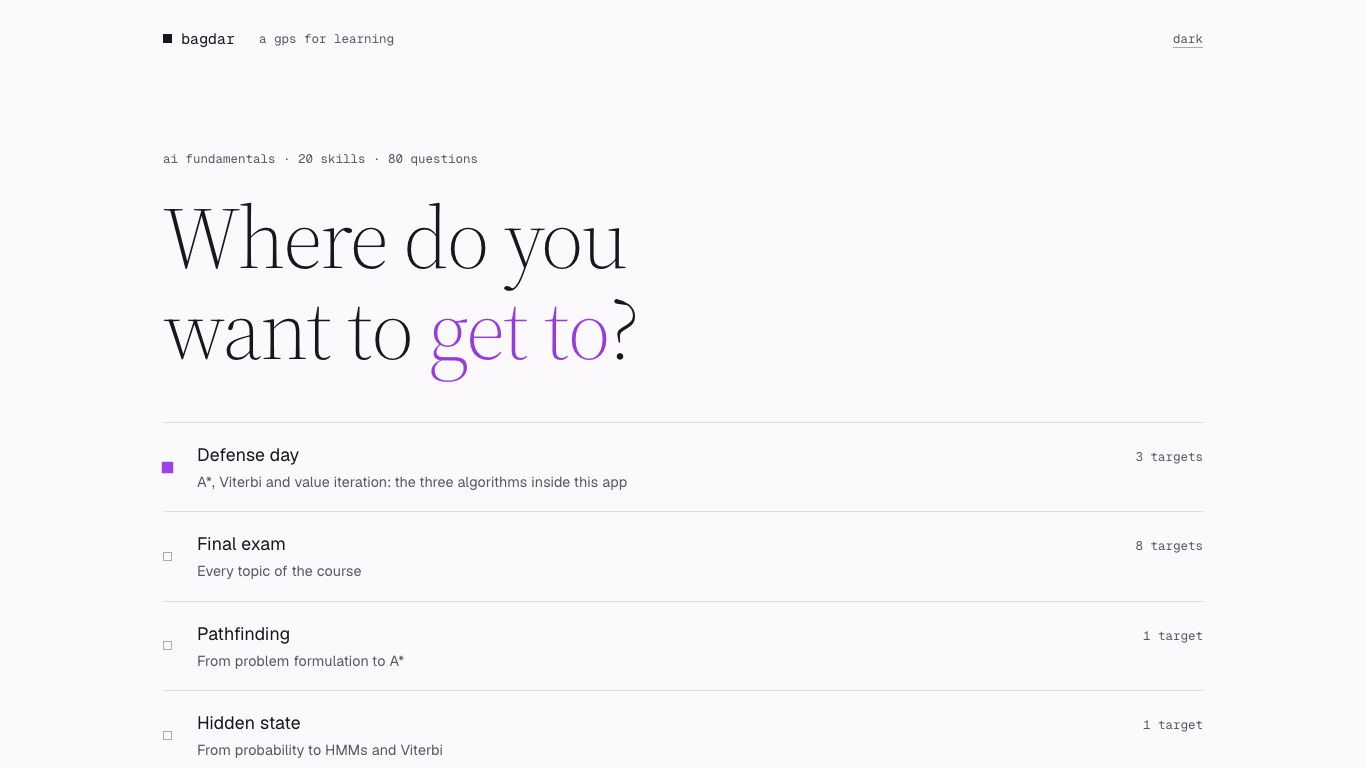 bagdar a gps for learning dark
ai fundamentals · 20 skills · 80 questions
Where do you
want to get to?
Defense day 3 targets
A*, Viterbi and value iteration: the three algorithms inside this app
Final exam 8 targets
Every topic of the course
Pathfinding 1 target
From problem formulation to A*
Hidden state 1 target
From probability to HMMs and Viterbi